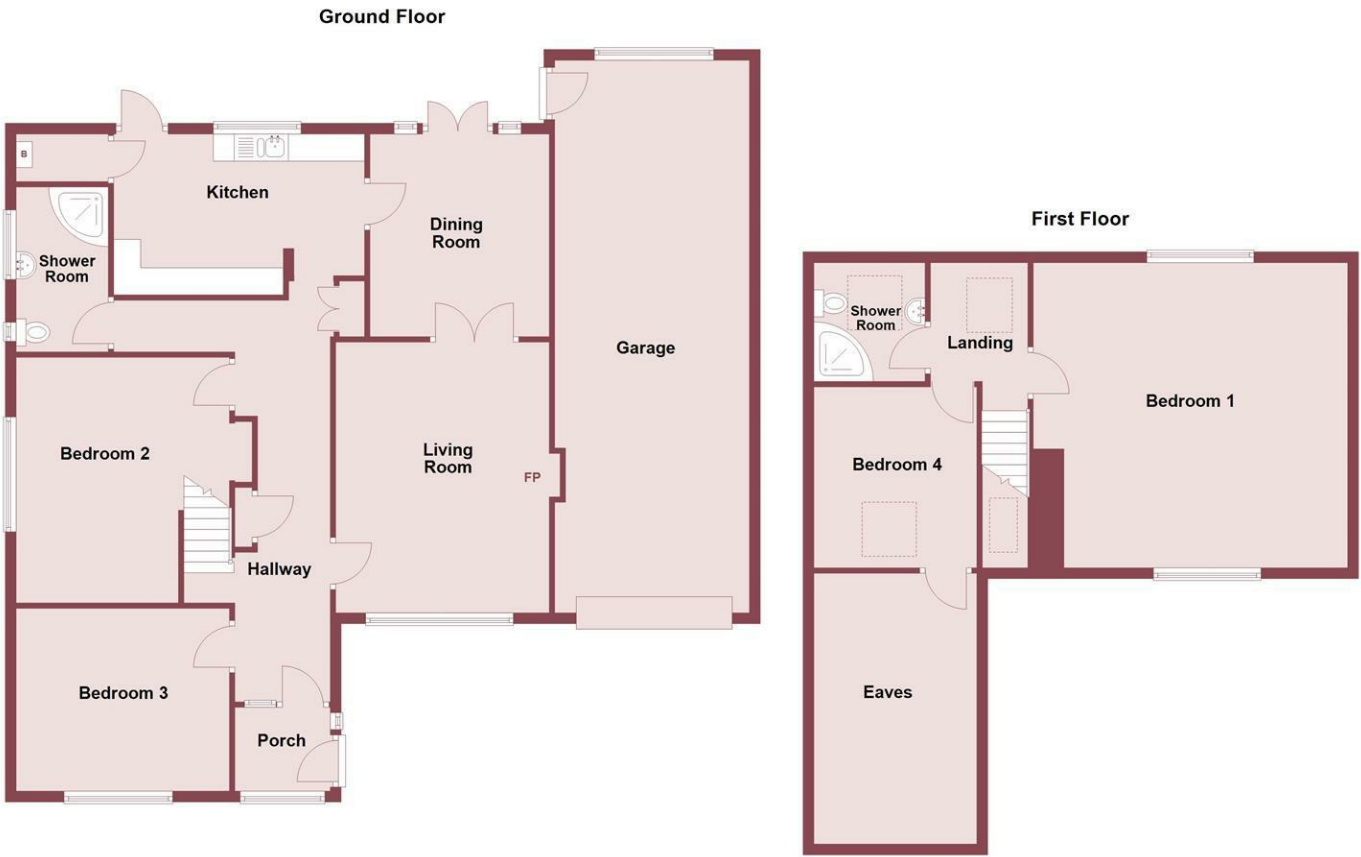 Ground Floor
B
Kitchen
Shower
Room
Dining
Room
Garage
Bedroom 2
Living
Room
FP
Hallway
Bedroom 3
Porch
First Floor
Shower
Room
Landing
Bedroom 1
Bedroom 4
Eaves